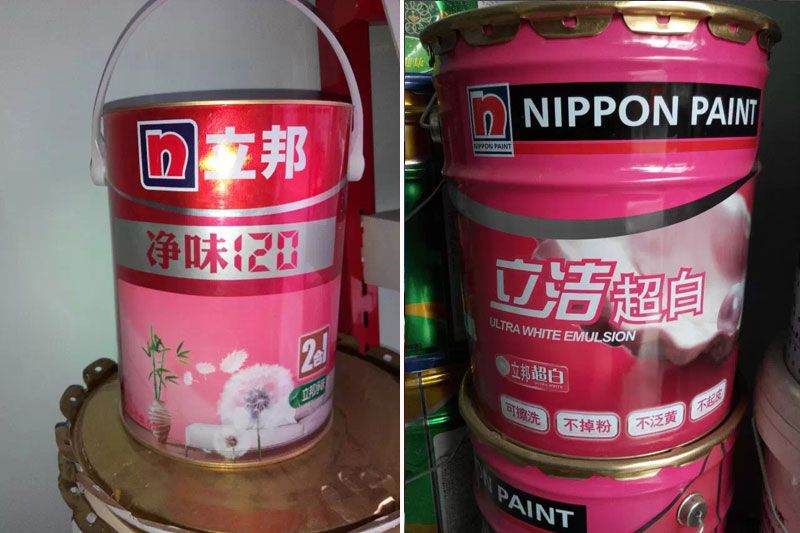 n 立邦
净味120
2合1
立邦净味
n NIPPON PAINT
NIPPON PAINT
立洁超白
ULTRA WHITE EMULSION
立邦超白
可擦洗 不掉粉 不泛黄 不起皮
PAINT